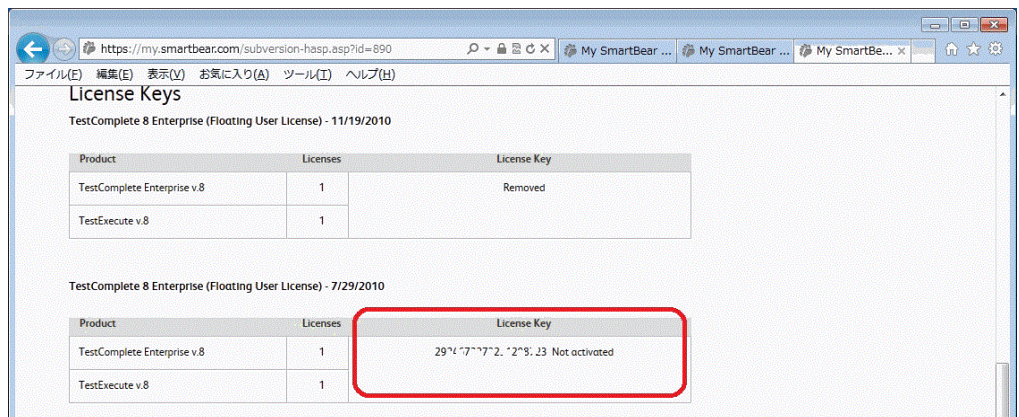 https://my.smartbear.com/subversion-hasp.asp?id=890
My SmartBear ...
My SmartBear ...
My SmartBe...
ファイル(F) 編集(E) 表示(V) お気に入り(A) ツール(T) ヘルプ(H)
License Keys
TestComplete 8 Enterprise (Floating User License) - 11/19/2010
Product Licenses License Key
TestComplete Enterprise v.8 1 Removed
TestExecute v.8 1
TestComplete 8 Enterprise (Floating User License) - 7/29/2010
Product Licenses License Key
TestComplete Enterprise v.8 1 Not activated
TestExecute v.8 1